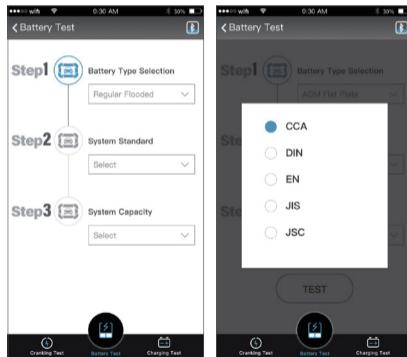 wifi 0:30 AM 30%
Battery Test
Step1 Battery Type Selection
Regular Flooded
Step2 System Standard
Select
Step3 System Capacity
Select
Cranking Test Battery Test Charging Test
wifi 0:30 AM 30%
Battery Test
Step1 Battery Type Selection
AGM Flat Plate
CCA
DIN
EN
JIS
JSC
Ste
Ste
TEST
Cranking Test Battery Test Charging Test